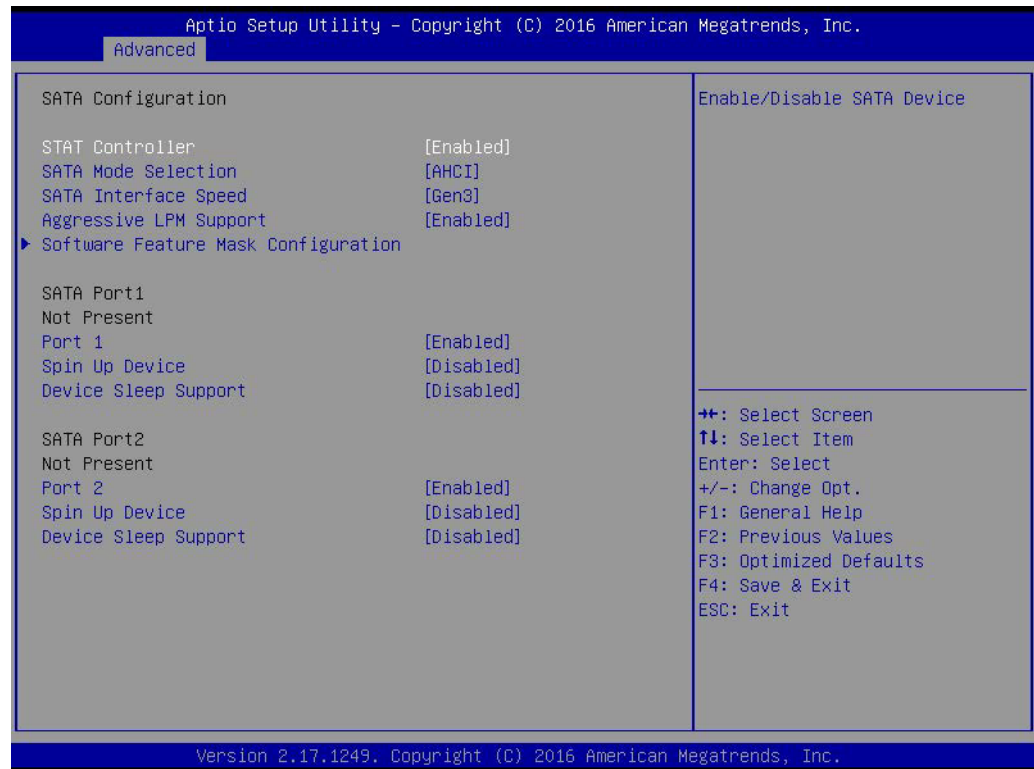 Aptio Setup Utility – Copyright (C) 2016 American Megatrends, Inc.
Advanced
SATA Configuration
STAT Controller [Enabled]
SATA Mode Selection [AHCI]
SATA Interface Speed [Gen3]
Aggressive LPM Support [Enabled]
Software Feature Mask Configuration
SATA Port1
Not Present
Port 1 [Enabled]
Spin Up Device [Disabled]
Device Sleep Support [Disabled]
SATA Port2
Not Present
Port 2 [Enabled]
Spin Up Device [Disabled]
Device Sleep Support [Disabled]
Enable/Disable SATA Device
→←: Select Screen
↑↓: Select Item
Enter: Select
+/-: Change Opt.
F1: General Help
F2: Previous Values
F3: Optimized Defaults
F4: Save & Exit
ESC: Exit
Version 2.17.1249. Copyright (C) 2016 American Megatrends, Inc.